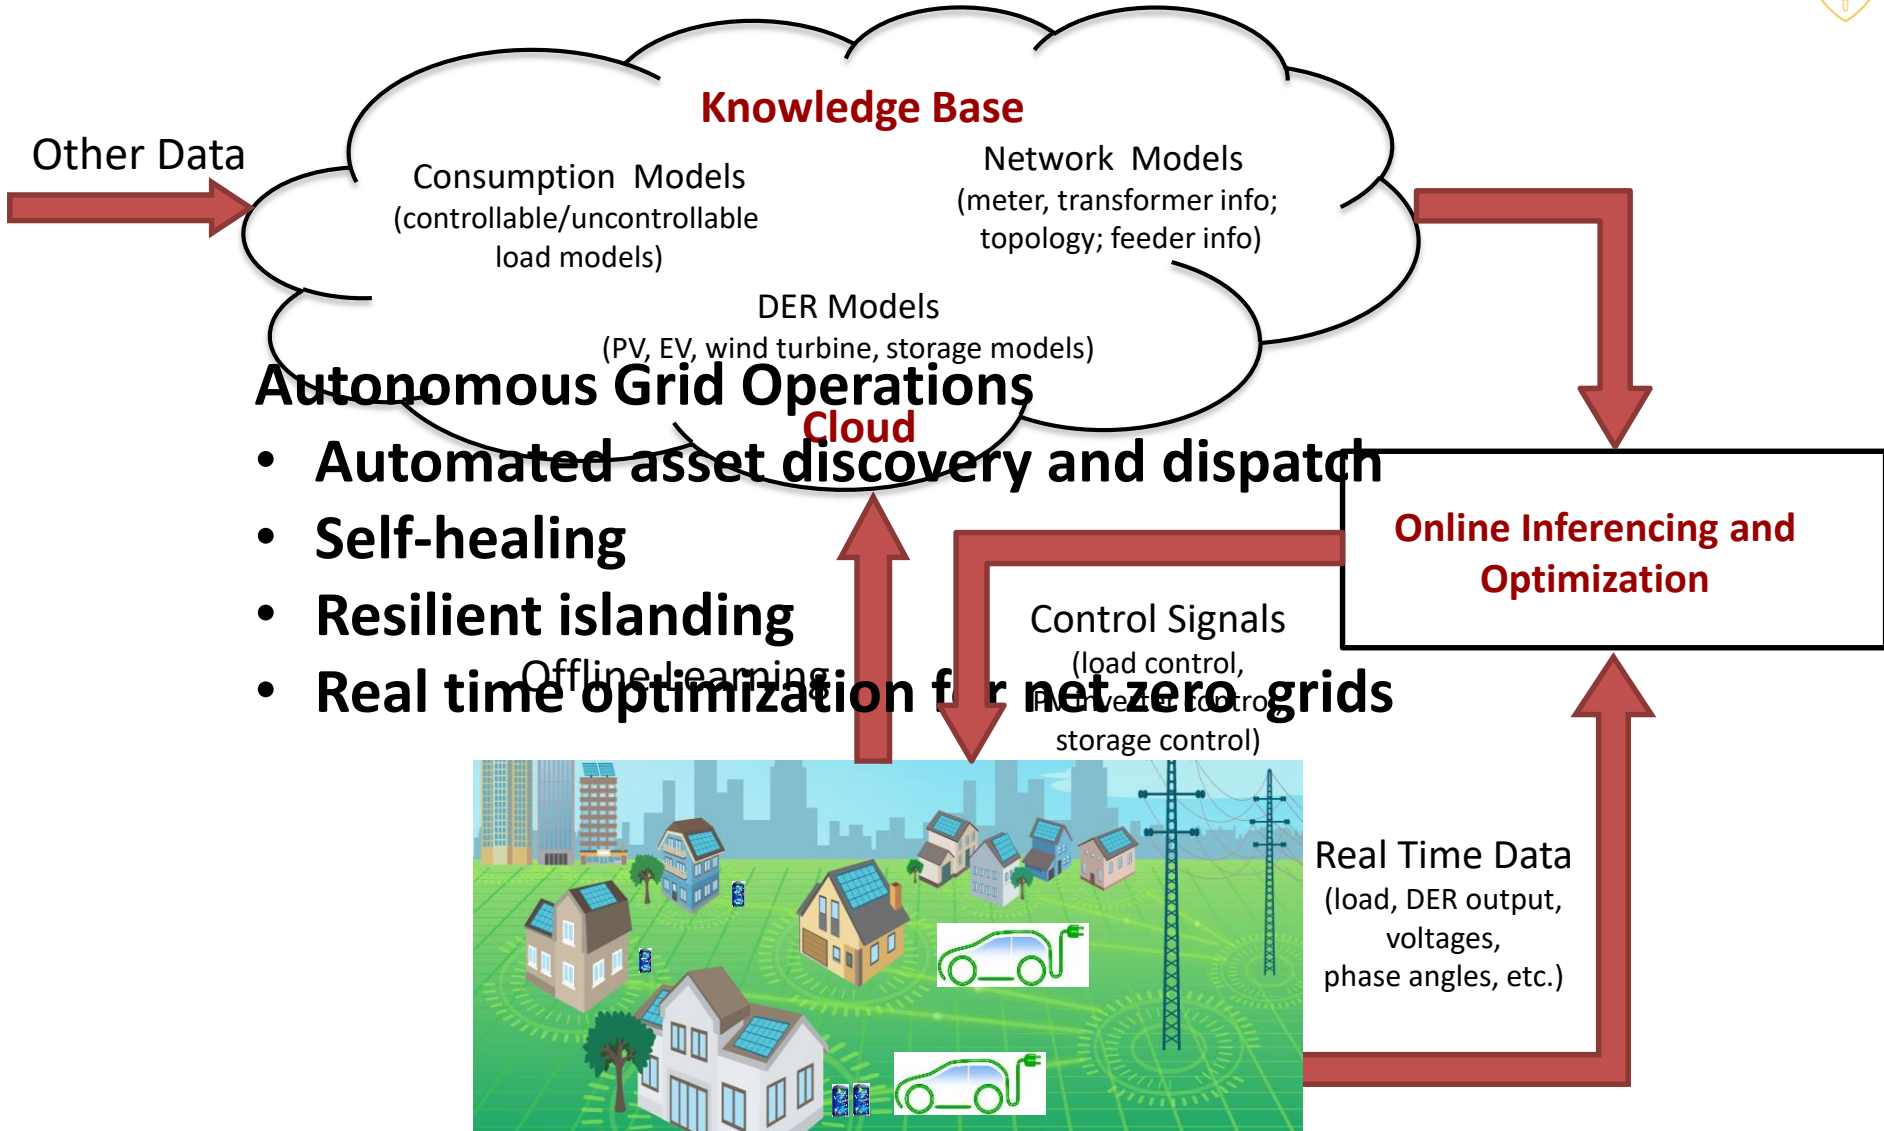 Knowledge Base
Other Data
Consumption Models
(controllable/uncontrollable
load models)
Network Models
(meter, transformer info;
topology; feeder info)
DER Models
(PV, EV, wind turbine, storage models)
Autonomous Grid Operations
Cloud
• Automated asset discovery and dispatch
• Self-healing
• Resilient islanding
• Real time optimization for net zero grids
Offline Learning
Online Inferencing and
Optimization
Control Signals
(load control,
PV inverter control,
storage control)
Real Time Data
(load, DER output,
voltages,
phase angles, etc.)